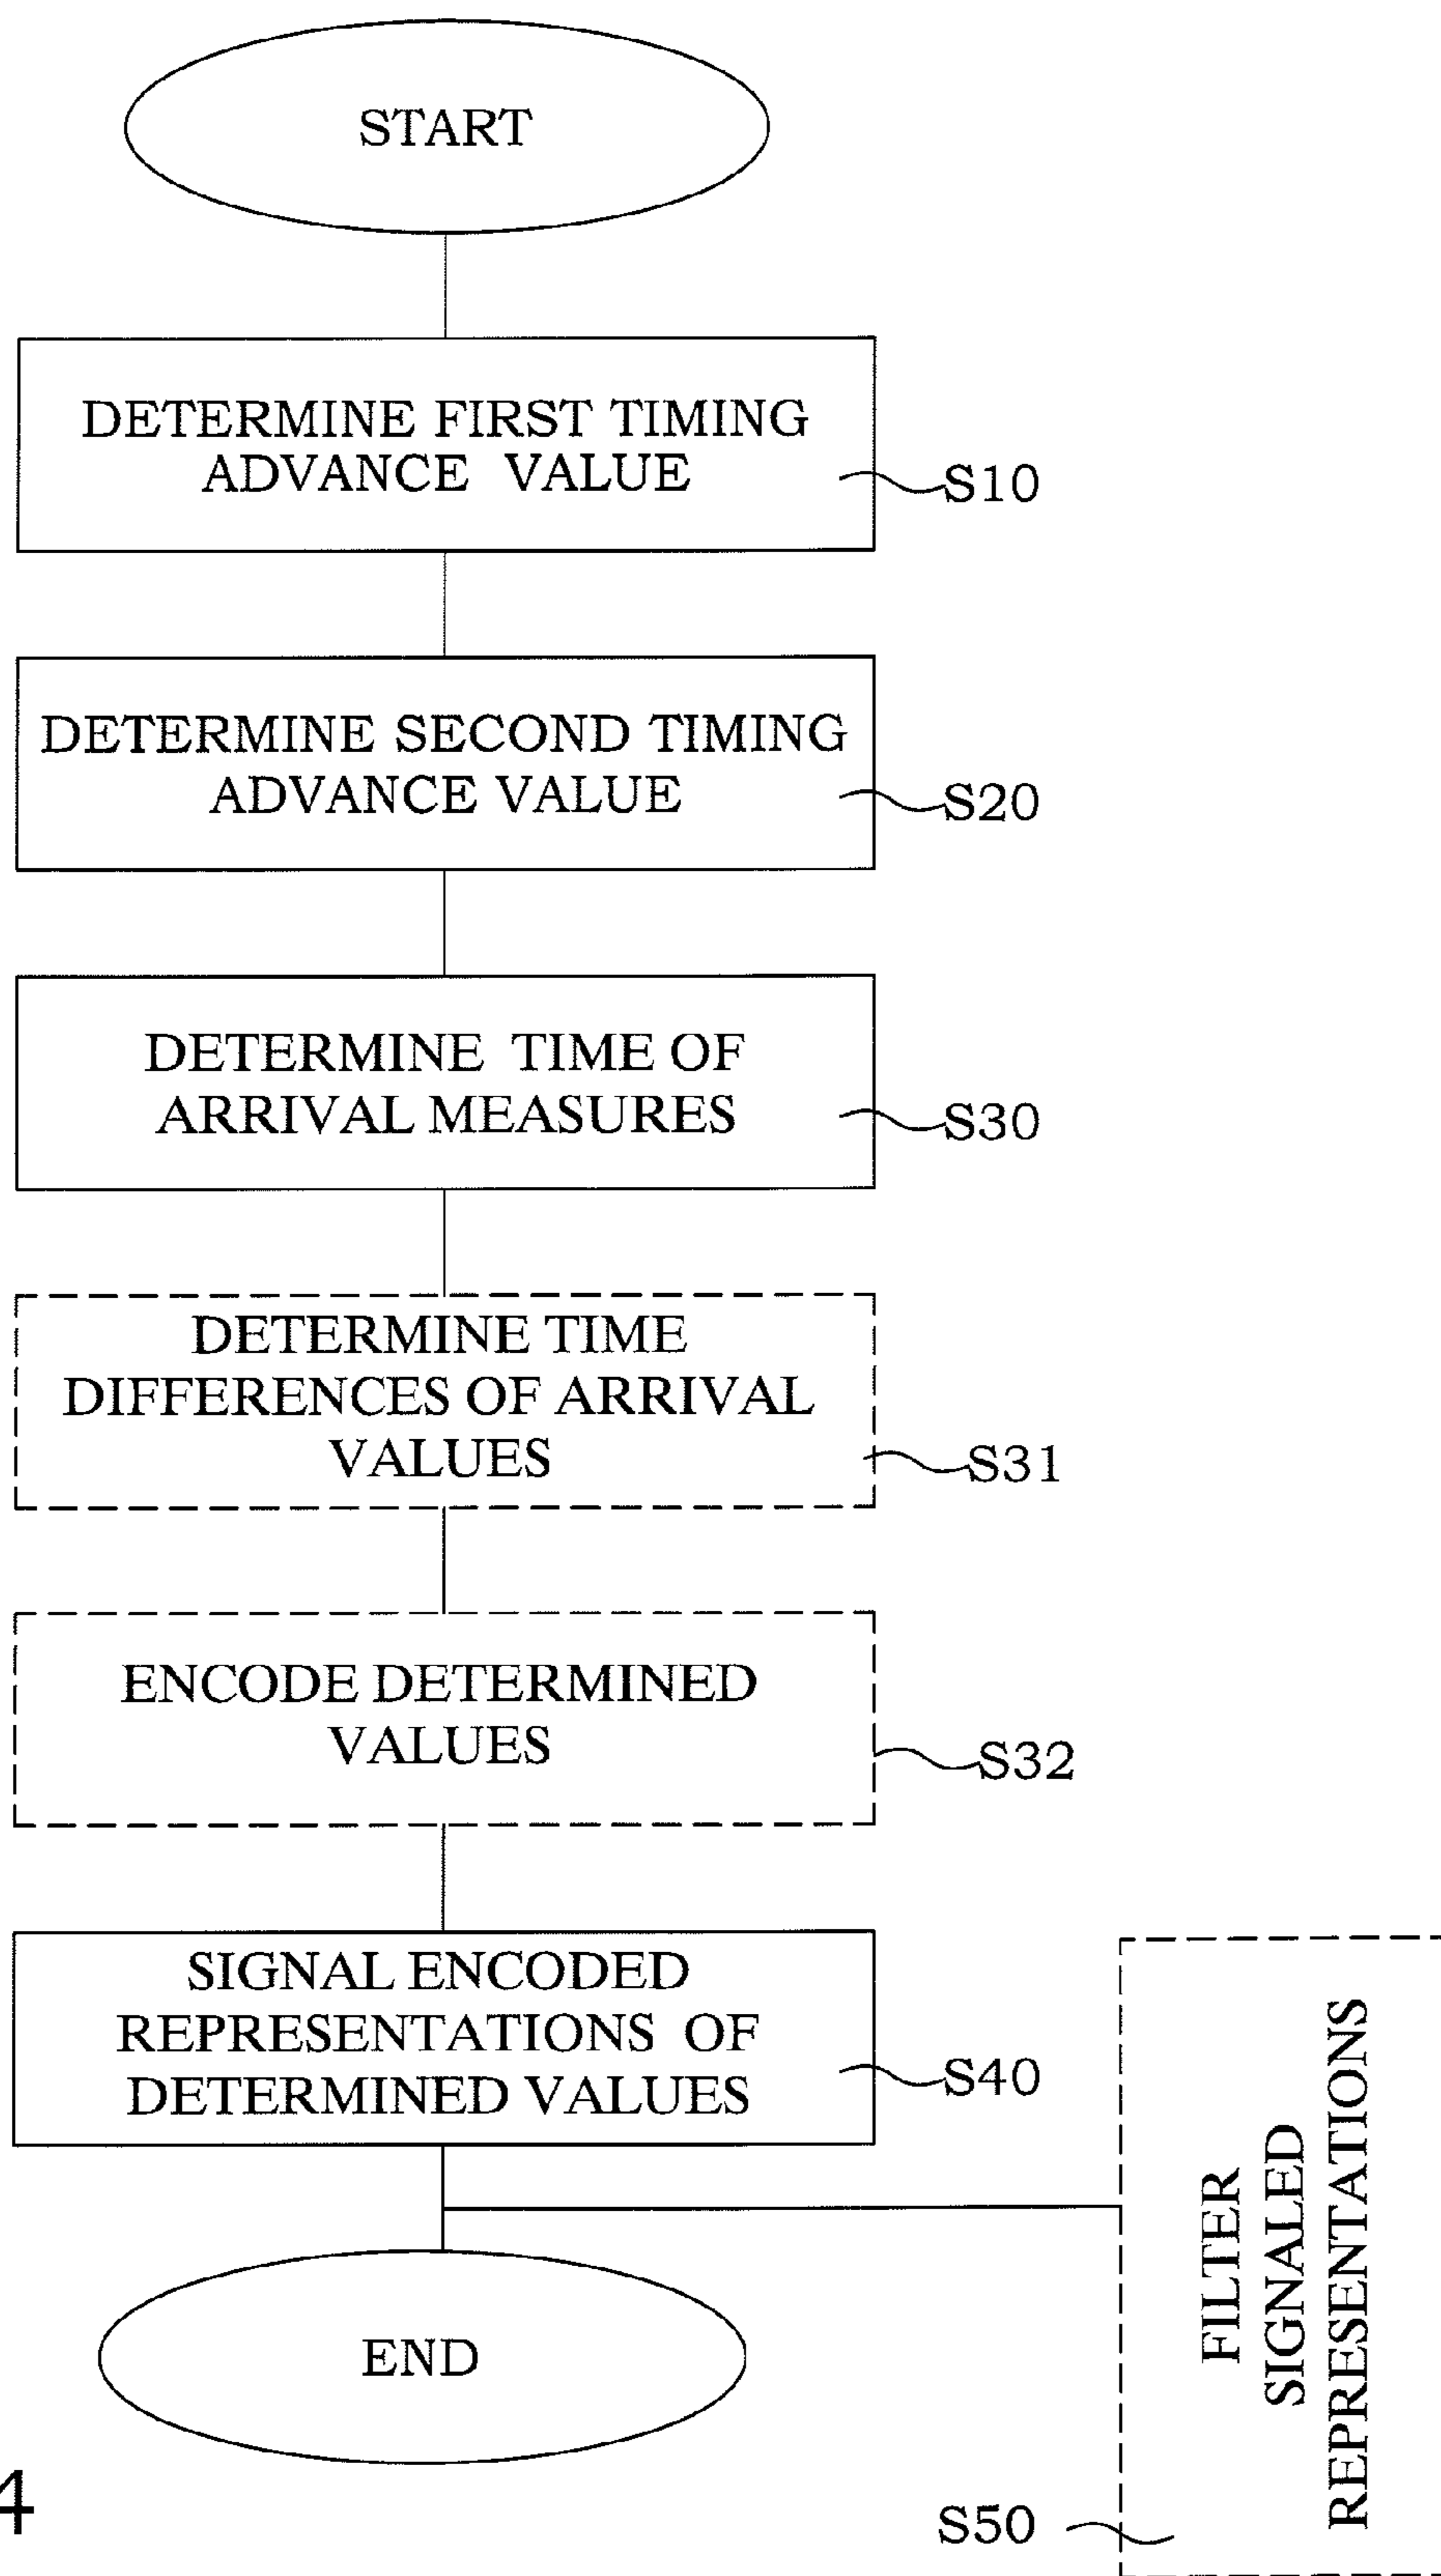 START
DETERMINE FIRST TIMING
ADVANCE VALUE
S10
DETERMINE SECOND TIMING
ADVANCE VALUE
S20
DETERMINE TIME OF
ARRIVAL MEASURES
S30
DETERMINE TIME
DIFFERENCES OF ARRIVAL
VALUES
S31
ENCODE DETERMINED
VALUES
S32
SIGNAL ENCODED
REPRESENTATIONS OF
DETERMINED VALUES
S40
FILTER
SIGNALED
REPRESENTATIONS
S50
END
4